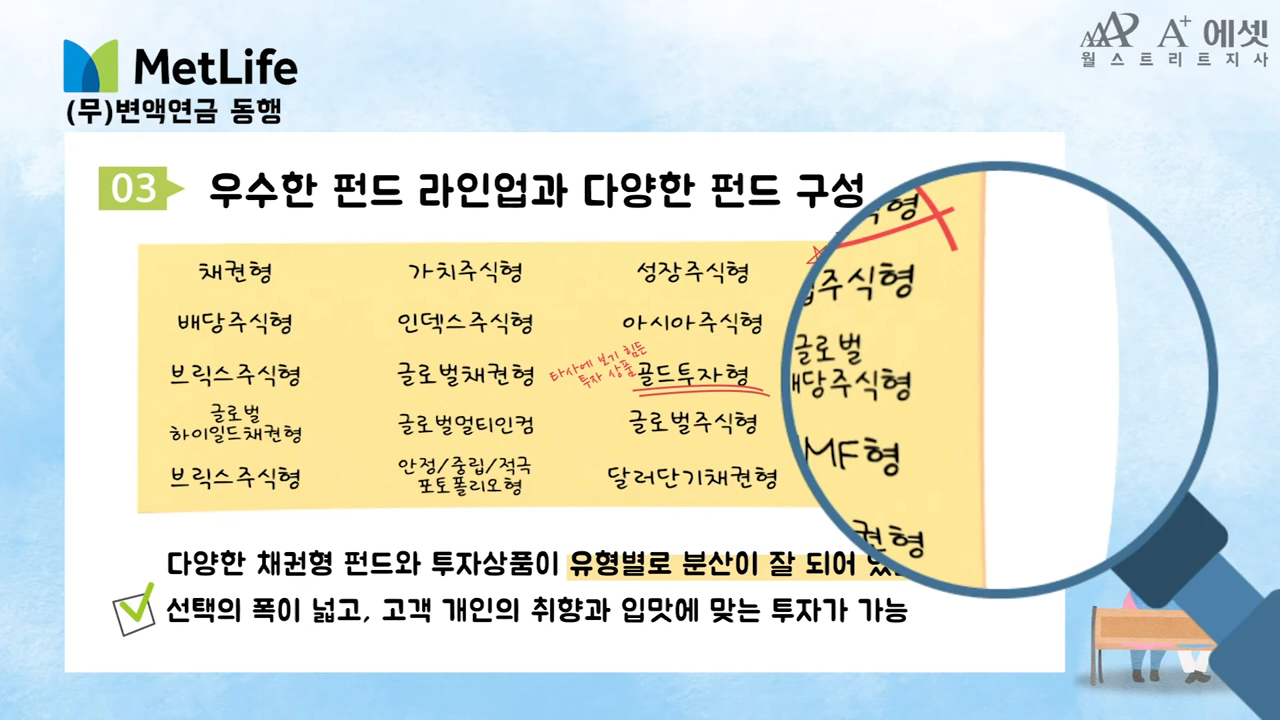 MetLife
(무)변액연금 동행
A+에셋
월스트리트지사
03 우수한 펀드 라인업과 다양한 펀드 구성
채권형 가치주식형 성장주식형
배당주식형 인덱스주식형 아시아주식형
주식형
브릭스주식형 글로벌채권형 타사에 보기 힘든
투자 상품 골드투자형
글로벌
배당주식형
글로벌
하이일드채권형 글로벌멀티인컴 글로벌주식형
MMF형
브릭스주식형 안정/중립/적극
포토폴리오형 달러단기채권형
다양한 채권형 펀드와 투자상품이 유형별로 분산이 잘 되어
선택의 폭이 넓고, 고객 개인의 취향과 입맛에 맞는 투자가 가능